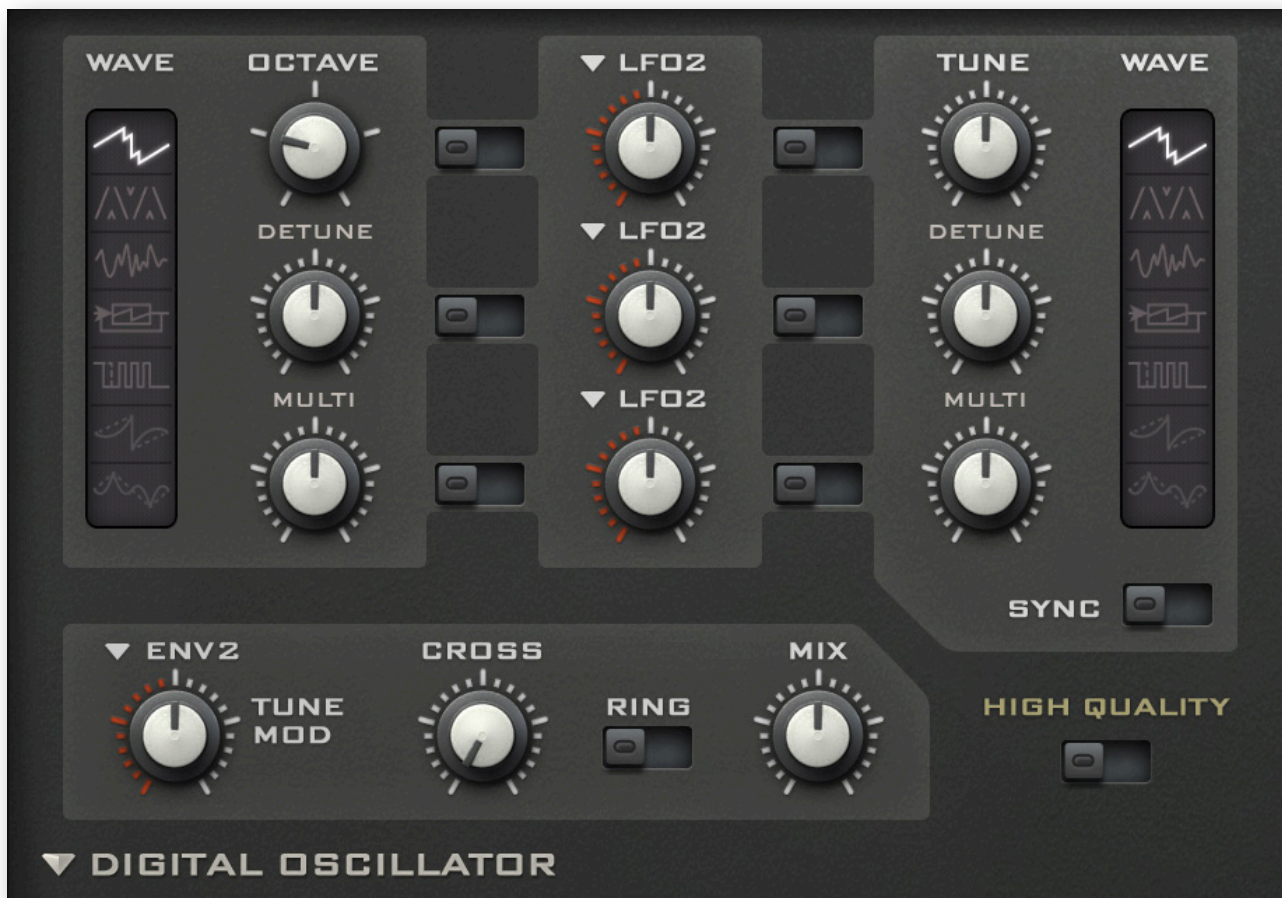 WAVE OCTAVE LFO2 TUNE WAVE
DETUNE LFO2 DETUNE
MULTI LFO2 MULTI
SYNC
ENV2 CROSS MIX
TUNE MOD
RING
HIGH QUALITY
DIGITAL OSCILLATOR